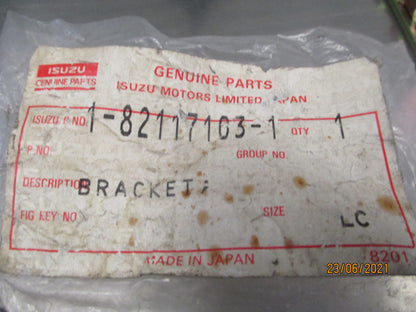 ISUZU
GENUINE PARTS
GENUINE PARTS
ISUZU MOTORS LIMITED, JAPAN
ISUZU P.NO. 1-82117103-1 QTY 1
P.NO. GROUP NO.
DESCRIPTION BRACKET;
FIG KEY NO SIZE LC
MADE IN JAPAN 8201
23/06/2021